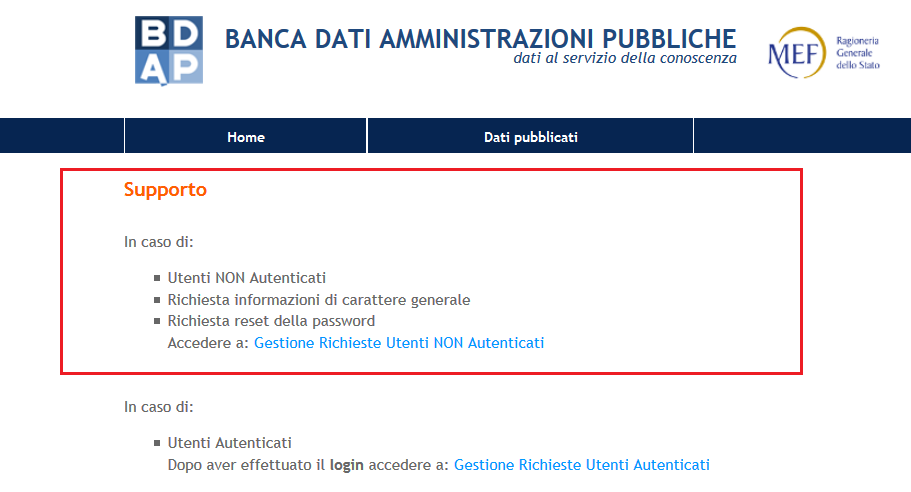 BD
AP
BANCA DATI AMMINISTRAZIONI PUBBLICHE
dati al servizio della conoscenza
MEF
Ragioneria
Generale
dello Stato
Home
Dati pubblicati
Supporto
In caso di:
Utenti NON Autenticati
Richiesta informazioni di carattere generale
Richiesta reset della password
Accedere a: Gestione Richieste Utenti NON Autenticati
In caso di:
Utenti Autenticati
Dopo aver effettuato il login accedere a: Gestione Richieste Utenti Autenticati